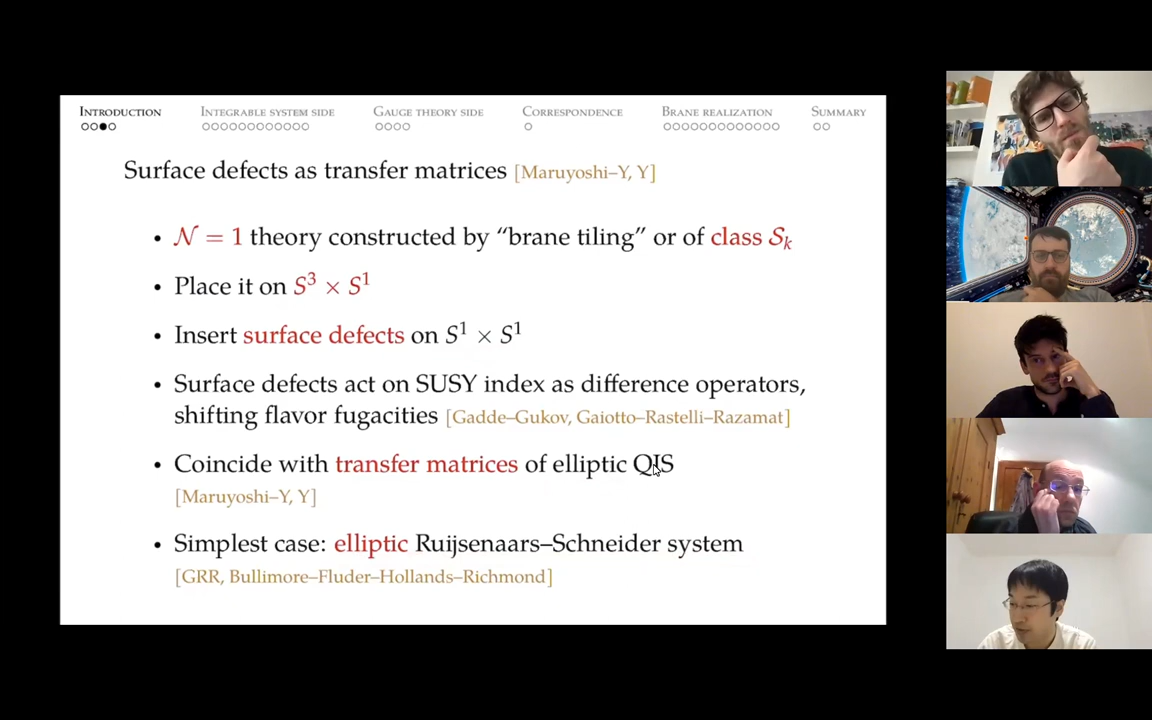 INTRODUCTION INTEGRABLE SYSTEM SIDE GAUGE THEORY SIDE CORRESPONDENCE BRANE REALIZATION SUMMARY
Surface defects as transfer matrices [Maruyoshi–Y, Y]
• 𝒩 = 1 theory constructed by “brane tiling” or of class 𝒮ₖ
• Place it on S³ × S¹
• Insert surface defects on S¹ × S¹
• Surface defects act on SUSY index as difference operators,
shifting flavor fugacities [Gadde–Gukov, Gaiotto–Rastelli–Razamat]
• Coincide with transfer matrices of elliptic QIS
[Maruyoshi–Y, Y]
• Simplest case: elliptic Ruijsenaars–Schneider system
[GRR, Bullimore–Fluder–Hollands–Richmond]